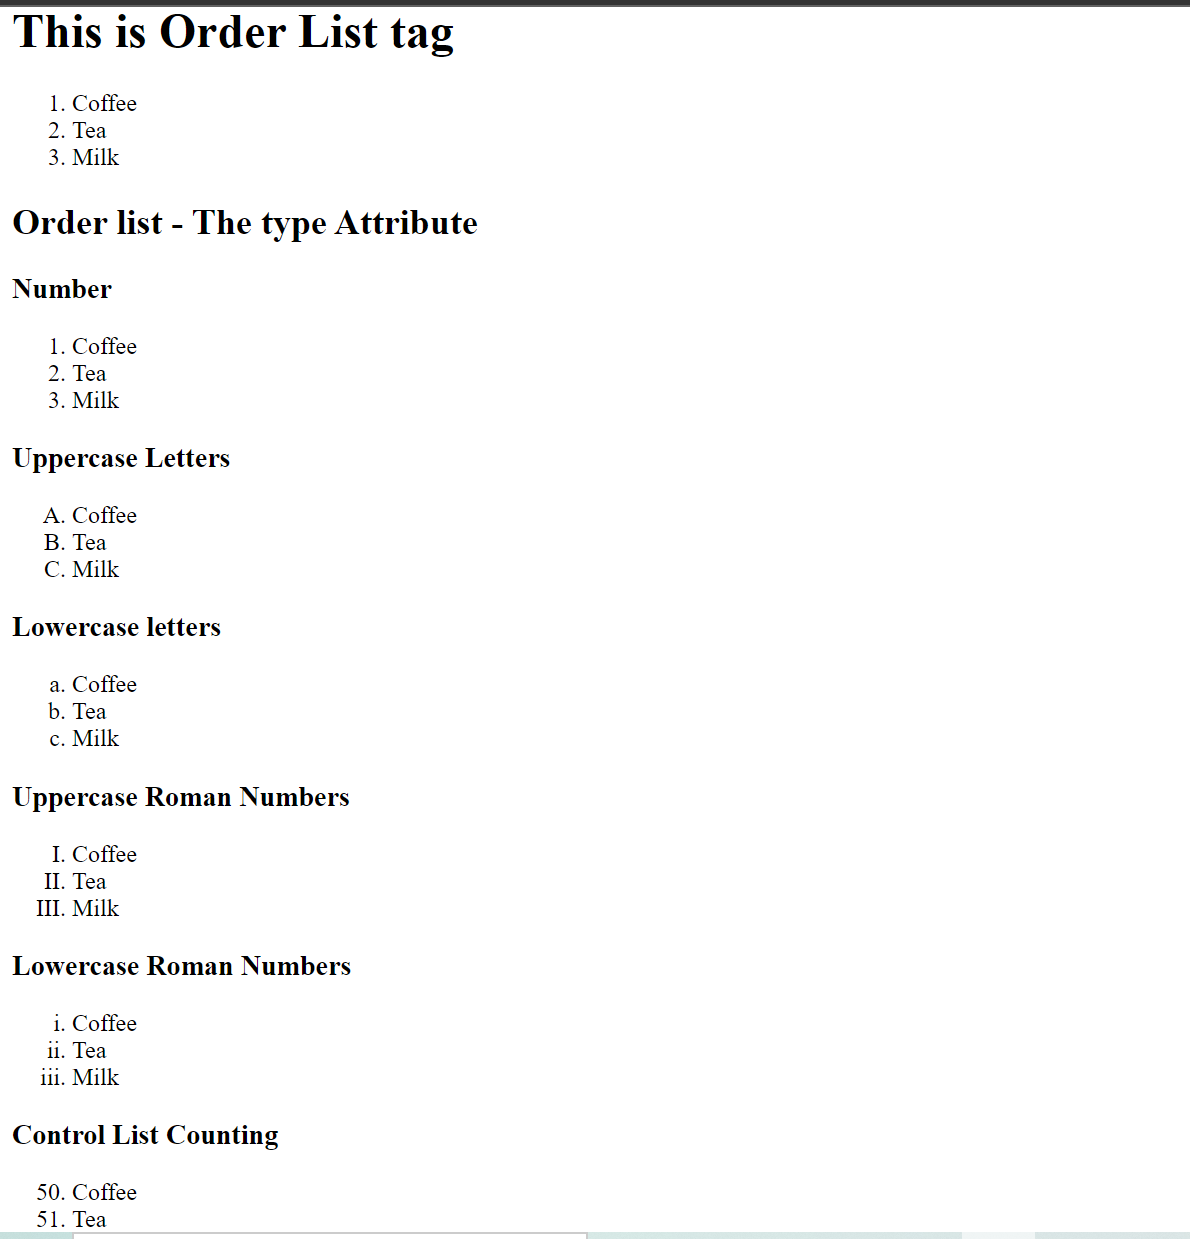 This is Order List tag
1. Coffee
2. Tea
3. Milk
Order list - The type Attribute
Number
1. Coffee
2. Tea
3. Milk
Uppercase Letters
A. Coffee
B. Tea
C. Milk
Lowercase letters
a. Coffee
b. Tea
c. Milk
Uppercase Roman Numbers
I. Coffee
II. Tea
III. Milk
Lowercase Roman Numbers
i. Coffee
ii. Tea
iii. Milk
Control List Counting
50. Coffee
51. Tea